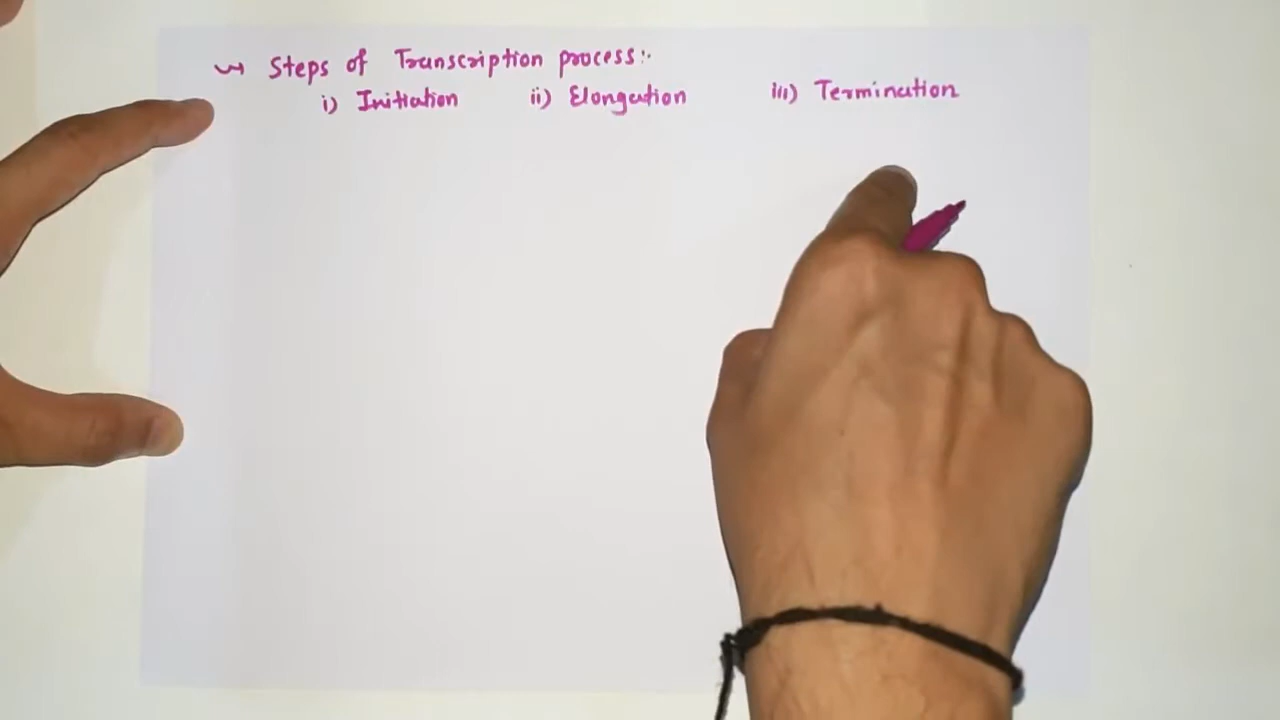 Steps of Transcription process:-
i) Initiation ii) Elongation iii) Termination